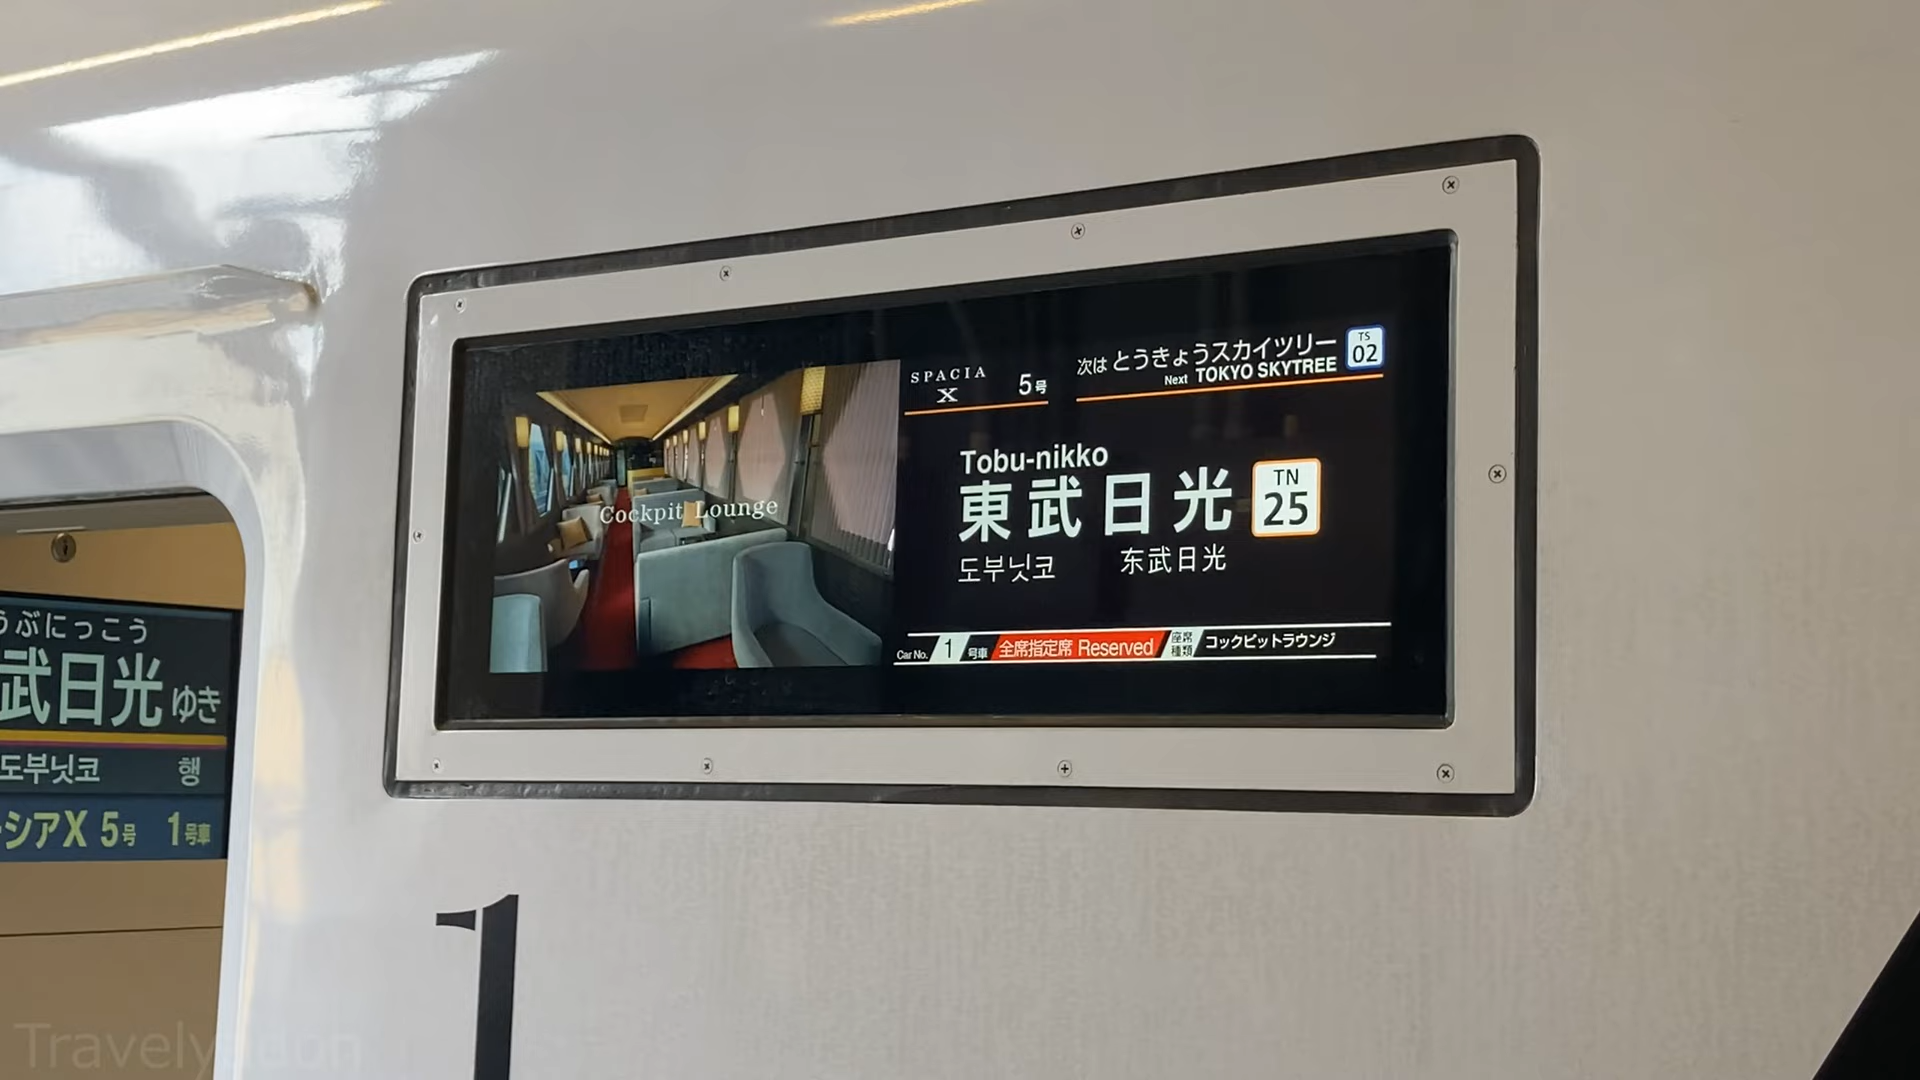 SPACIA
X
5号
次は とうきょうスカイツリー
Next TOKYO SKYTREE
TS
02
Cockpit Lounge
Tobu-nikko
東武日光
TN
25
도부닛코 东武日光
Car No. 1 号車 全席指定席 Reserved 座席種類 コックピットラウンジ
うぶにっこう
武日光 ゆき
도부닛코 행
ーシアX 5号 1号車
1